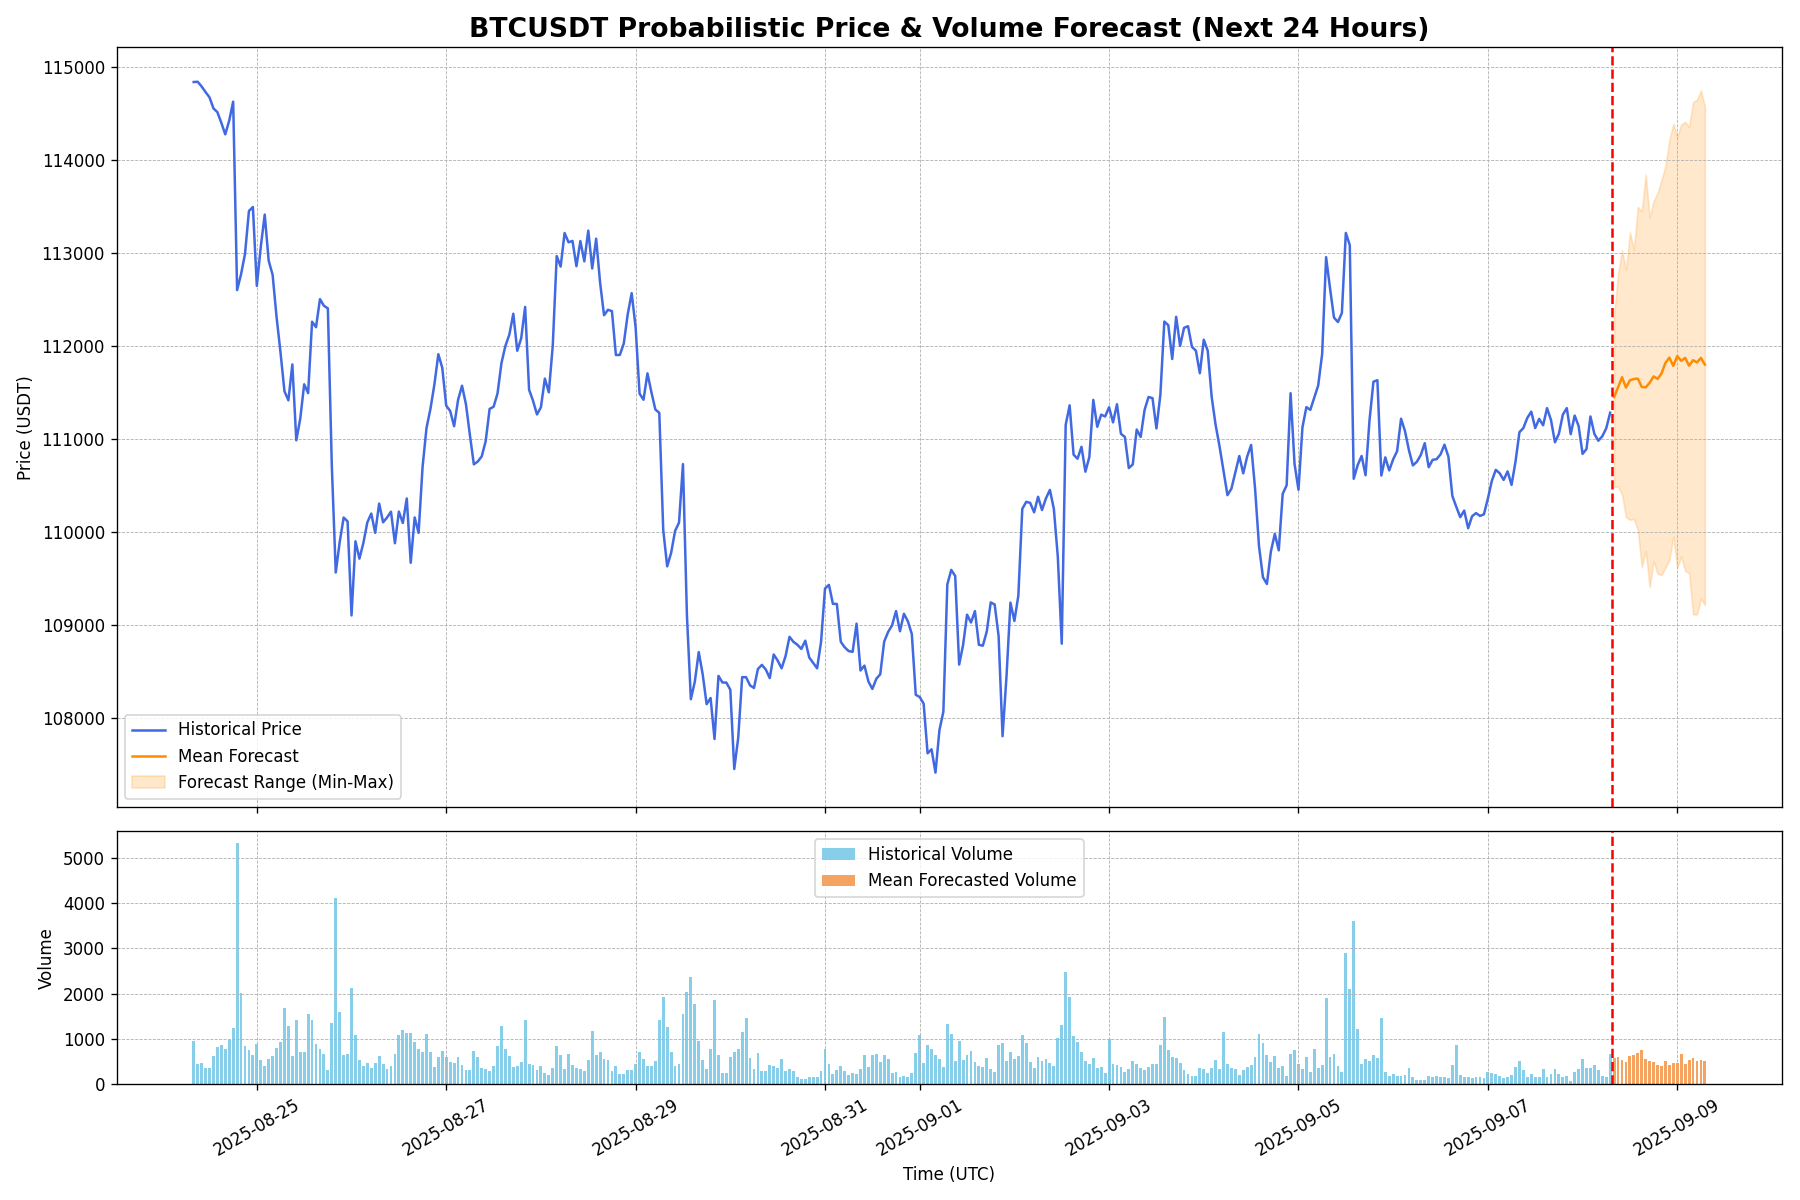 BTCUSDT Probabilistic Price & Volume Forecast (Next 24 Hours)
115000
114000
113000
112000
111000
110000
109000
108000
Price (USDT)
Historical Price
Mean Forecast
Forecast Range (Min-Max)
5000
4000
3000
2000
1000
0
Volume
Historical Volume
Mean Forecasted Volume
2025-08-25
2025-08-27
2025-08-29
2025-08-31
2025-09-01
2025-09-03
2025-09-05
2025-09-07
2025-09-09
Time (UTC)